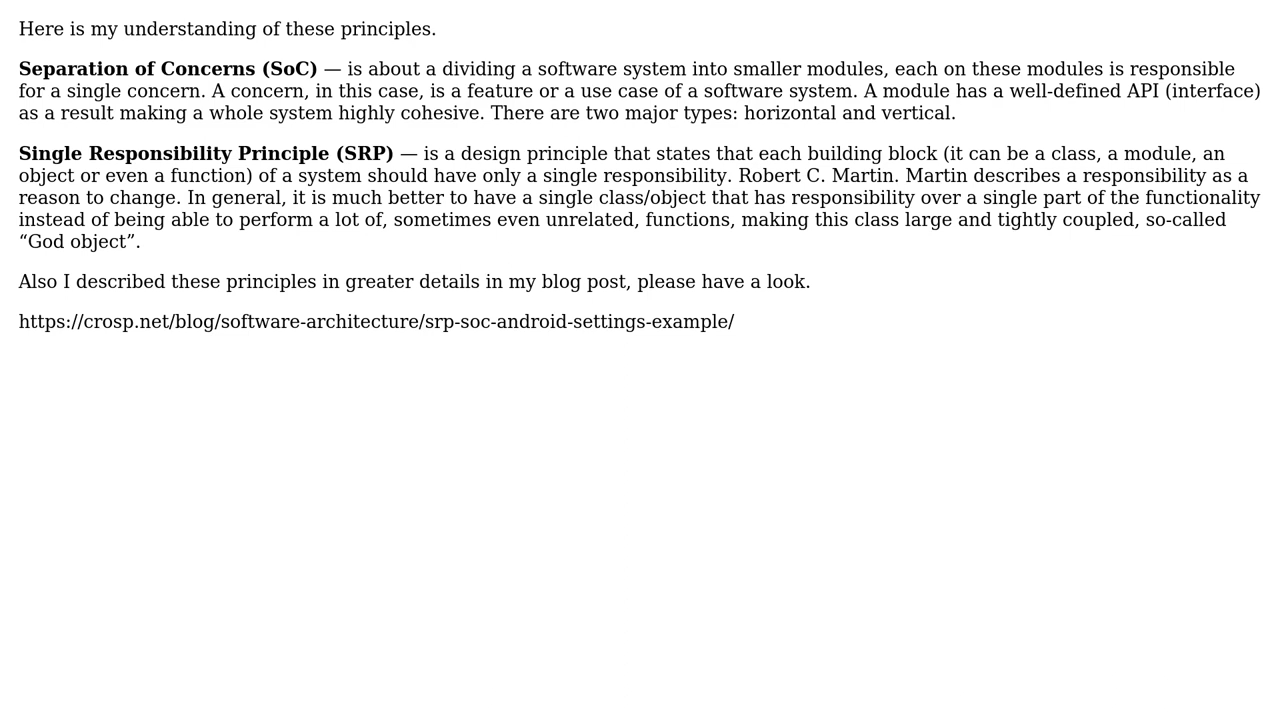 Here is my understanding of these principles.
Separation of Concerns (SoC) — is about a dividing a software system into smaller modules, each on these modules is responsible
for a single concern. A concern, in this case, is a feature or a use case of a software system. A module has a well-defined API (interface)
as a result making a whole system highly cohesive. There are two major types: horizontal and vertical.
Single Responsibility Principle (SRP) — is a design principle that states that each building block (it can be a class, a module, an
object or even a function) of a system should have only a single responsibility. Robert C. Martin. Martin describes a responsibility as a
reason to change. In general, it is much better to have a single class/object that has responsibility over a single part of the functionality
instead of being able to perform a lot of, sometimes even unrelated, functions, making this class large and tightly coupled, so-called
“God object”.
Also I described these principles in greater details in my blog post, please have a look.
https://crosp.net/blog/software-architecture/srp-soc-android-settings-example/